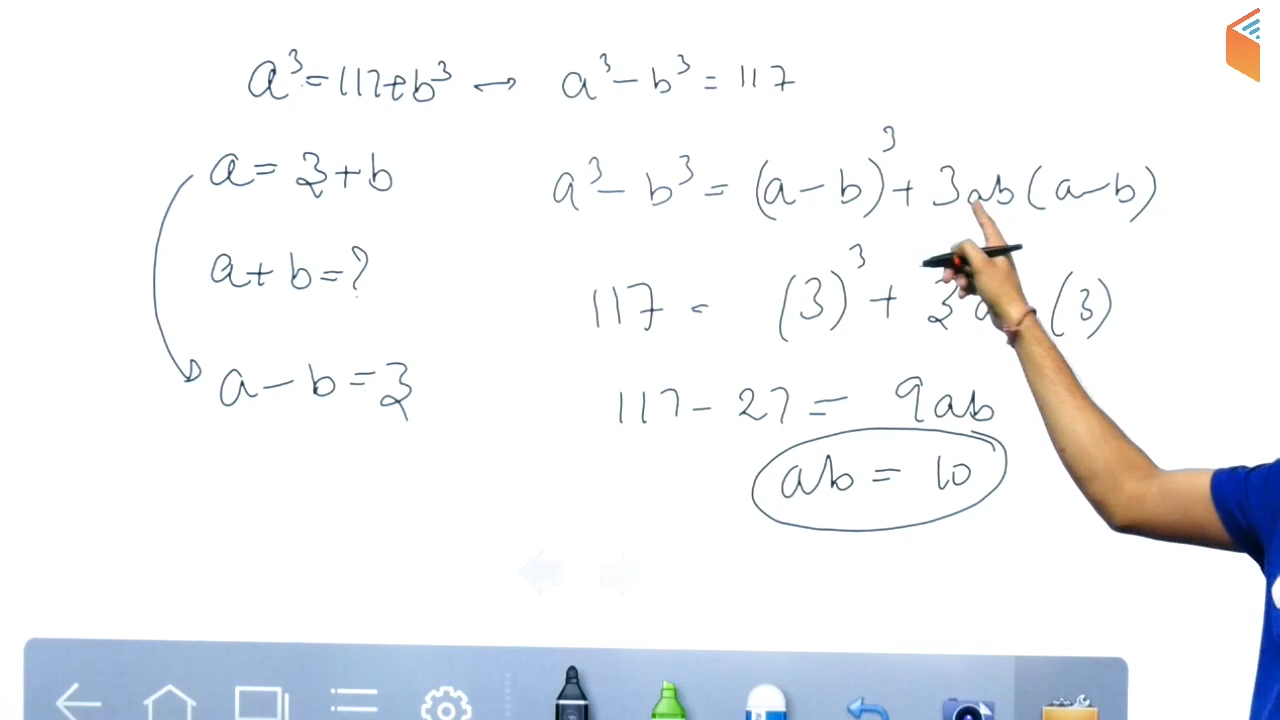 a³ = 117 + b³ → a³ - b³ = 117
a = 3 + b
a + b = ?
a - b = 3
a³ - b³ = (a - b)³ + 3ab(a - b)
117 = (3)³ + 3a (3)
117 - 27 = 9ab
ab = 10